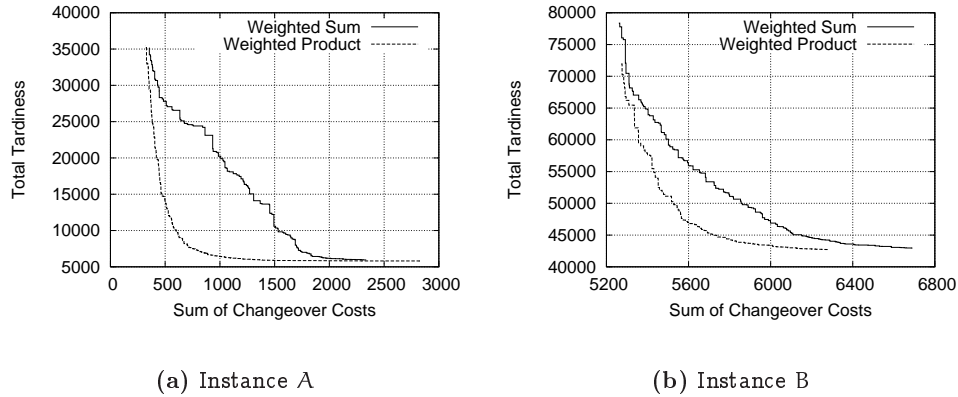 40000
35000
30000
25000
20000
15000
10000
5000
Total Tardiness
Weighted Sum
Weighted Product
0 500 1000 1500 2000 2500 3000
Sum of Changeover Costs
(a) Instance A
80000
75000
70000
65000
60000
55000
50000
45000
40000
Total Tardiness
Weighted Sum
Weighted Product
5200 5600 6000 6400 6800
Sum of Changeover Costs
(b) Instance B